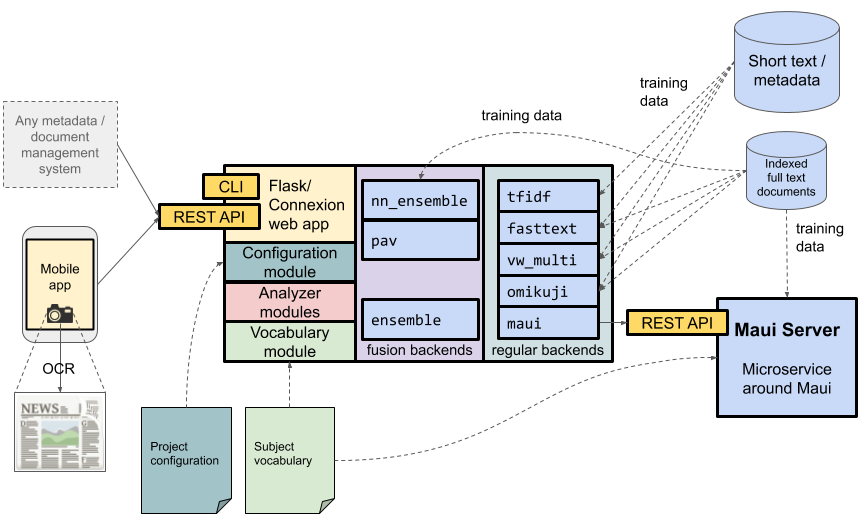 Short text /
metadata
training
data
training data
Any metadata /
document
management
system
Indexed
full text
documents
CLI
REST API
Flask/
Connexion
web app
nn_ensemble
pav
ensemble
fusion backends
tfidf
fasttext
vw_multi
omikuji
maui
regular backends
training
data
Configuration
module
Analyzer
modules
Vocabulary
module
Mobile
app
OCR
NEWS
REST API
Maui Server
Microservice
around Maui
Project
configuration
Subject
vocabulary